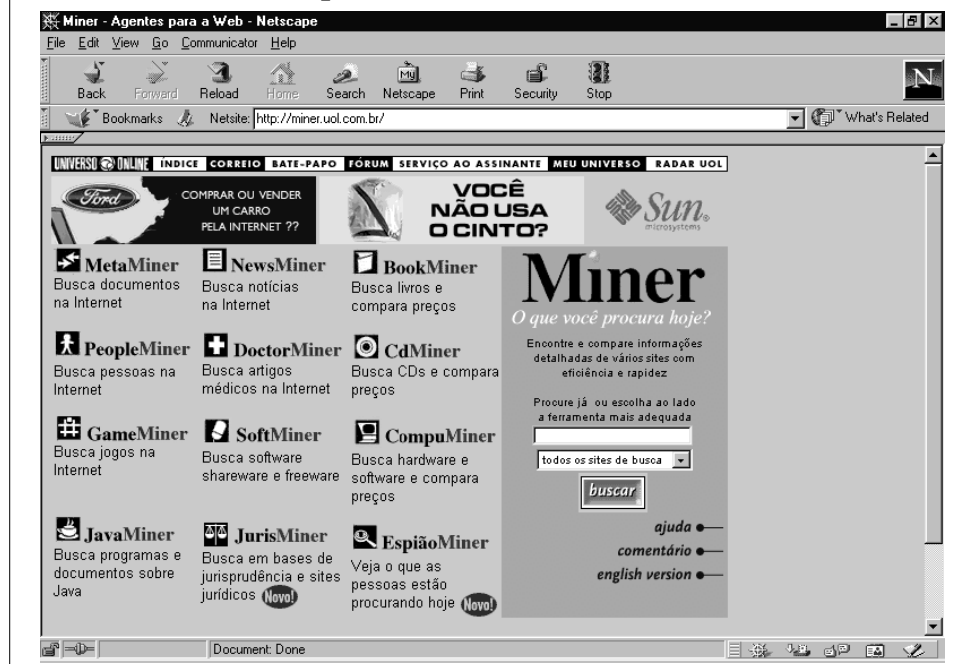 Miner - Agentes para a Web - Netscape
File Edit View Go Communicator Help
Back Forward Reload Home Search Netscape Print Security Stop
My
N
Bookmarks Netsite: http://miner.uol.com.br/ What's Related
UNIVERSO ONLINE ÍNDICE CORREIO BATE-PAPO FÓRUM SERVIÇO AO ASSINANTE MEU UNIVERSO RADAR UOL
Ford
COMPRAR OU VENDER
UM CARRO
PELA INTERNET ??
VOCÊ
NÃO USA
O CINTO?
Sun
microsystems
MetaMiner
Busca documentos
na Internet
NewsMiner
Busca notícias
na Internet
BookMiner
Busca livros e
compara preços
PeopleMiner
Busca pessoas na
Internet
DoctorMiner
Busca artigos
médicos na Internet
CdMiner
Busca CDs e compara
preços
GameMiner
Busca jogos na
Internet
SoftMiner
Busca software
shareware e freeware
CompuMiner
Busca hardware e
software e compara
preços
JavaMiner
Busca programas e
documentos sobre
Java
JurisMiner
Busca em bases de
jurisprudência e sites
jurídicos Novo!
EspiãoMiner
Veja o que as
pessoas estão
procurando hoje Novo!
Miner
O que você procura hoje?
Encontre e compare informações
detalhadas de vários sites com
eficiência e rapidez
Procure já ou escolha ao lado
a ferramenta mais adequada
todos os sites de busca
buscar
ajuda
comentário
english version
Document: Done